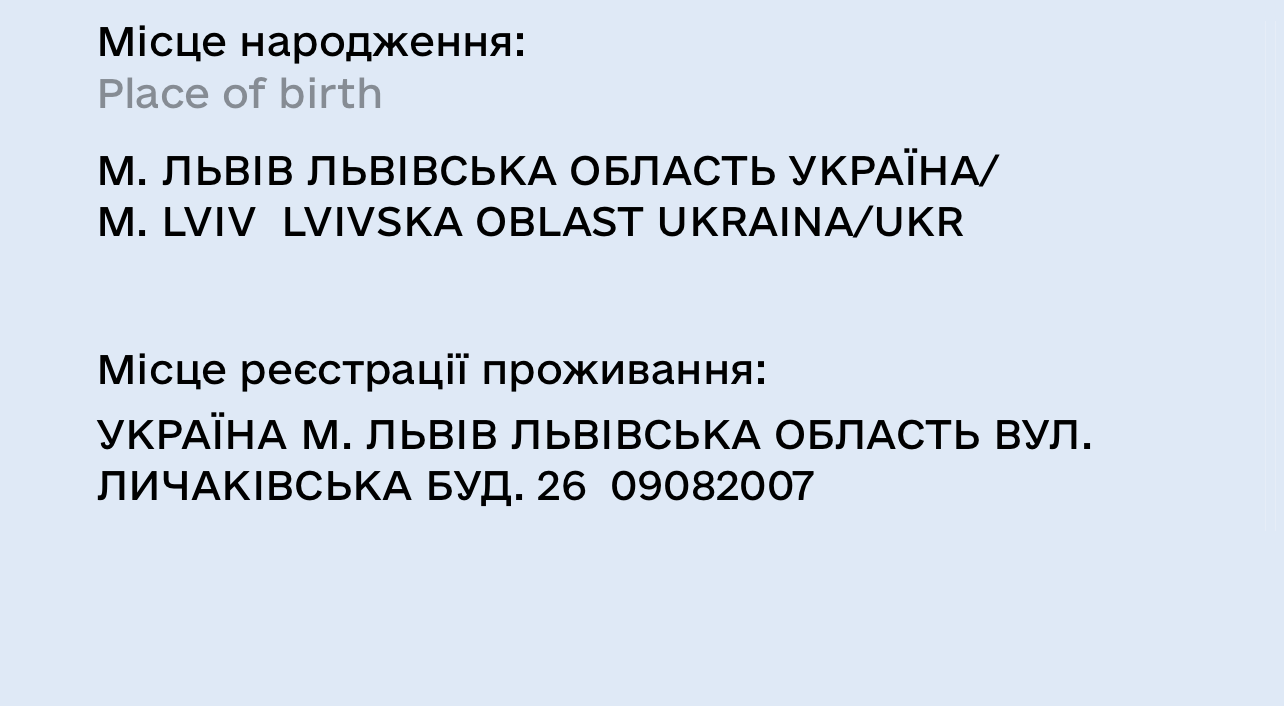 Місце народження:
Place of birth
М. ЛЬВІВ ЛЬВІВСЬКА ОБЛАСТЬ УКРАЇНА/
M. LVIV  LVIVSKA OBLAST UKRAINA/UKR
Місце реєстрації проживання:
УКРАЇНА М. ЛЬВІВ ЛЬВІВСЬКА ОБЛАСТЬ ВУЛ.
ЛИЧАКІВСЬКА БУД. 26  09082007